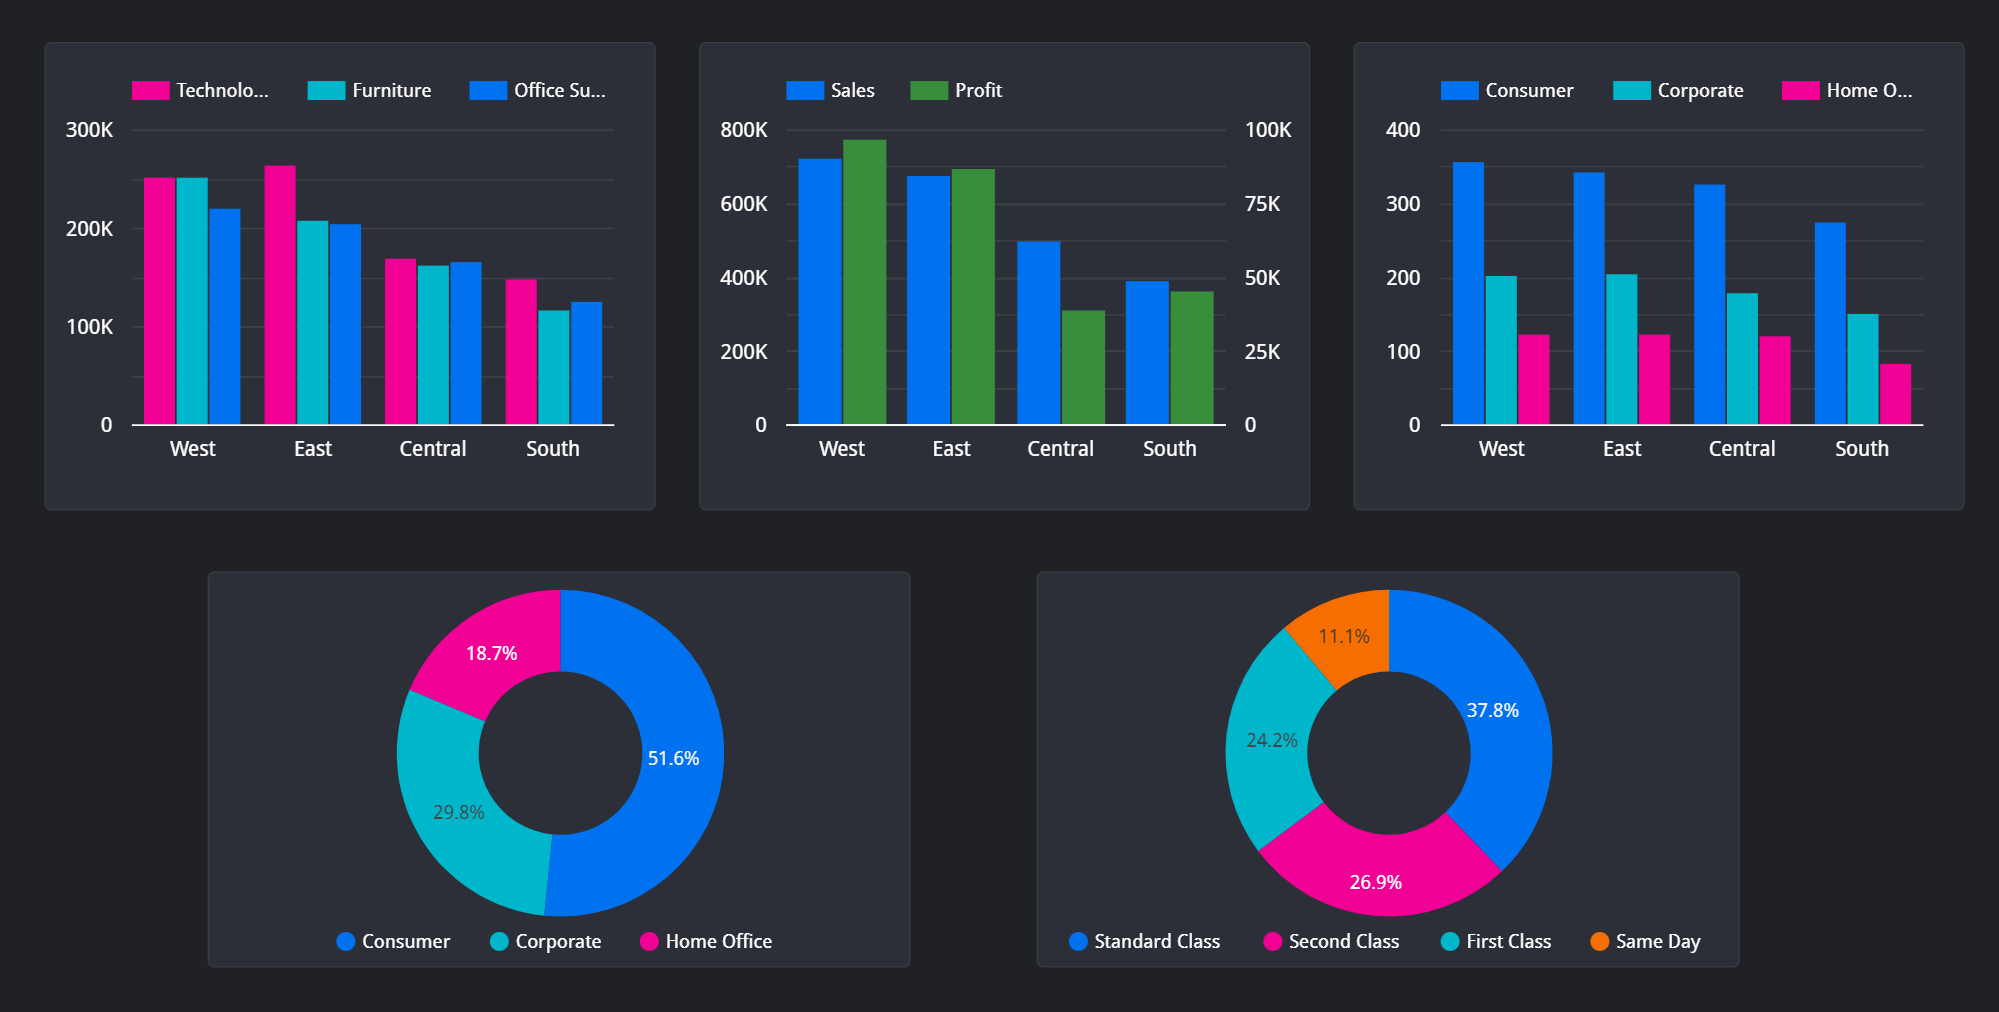 Technolo... Furniture Office Su...
300K
200K
100K
0
West East Central South
Sales Profit
800K 100K
600K 75K
400K 50K
200K 25K
0 0
West East Central South
Consumer Corporate Home O...
400
300
200
100
0
West East Central South
18.7%
51.6%
29.8%
Consumer Corporate Home Office
11.1%
37.8%
24.2%
26.9%
Standard Class Second Class First Class Same Day